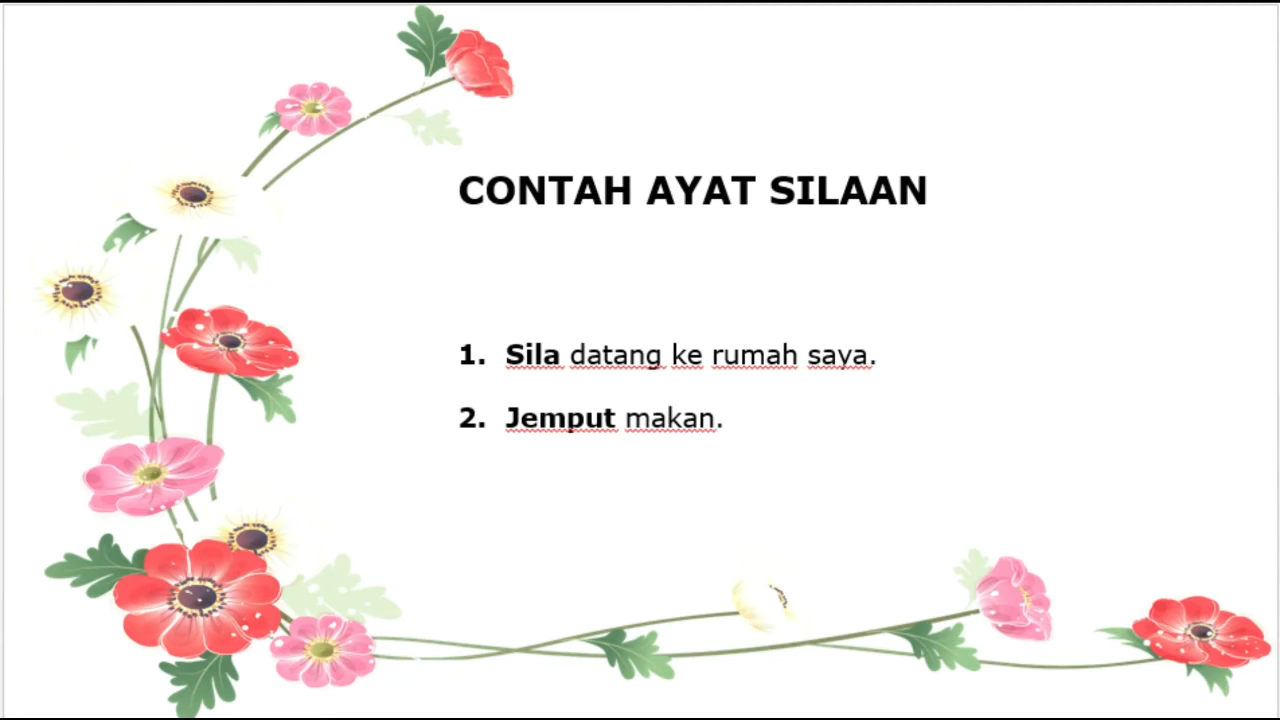 CONTAH AYAT SILAAN
1. Sila datang ke rumah saya.
2. Jemput makan.